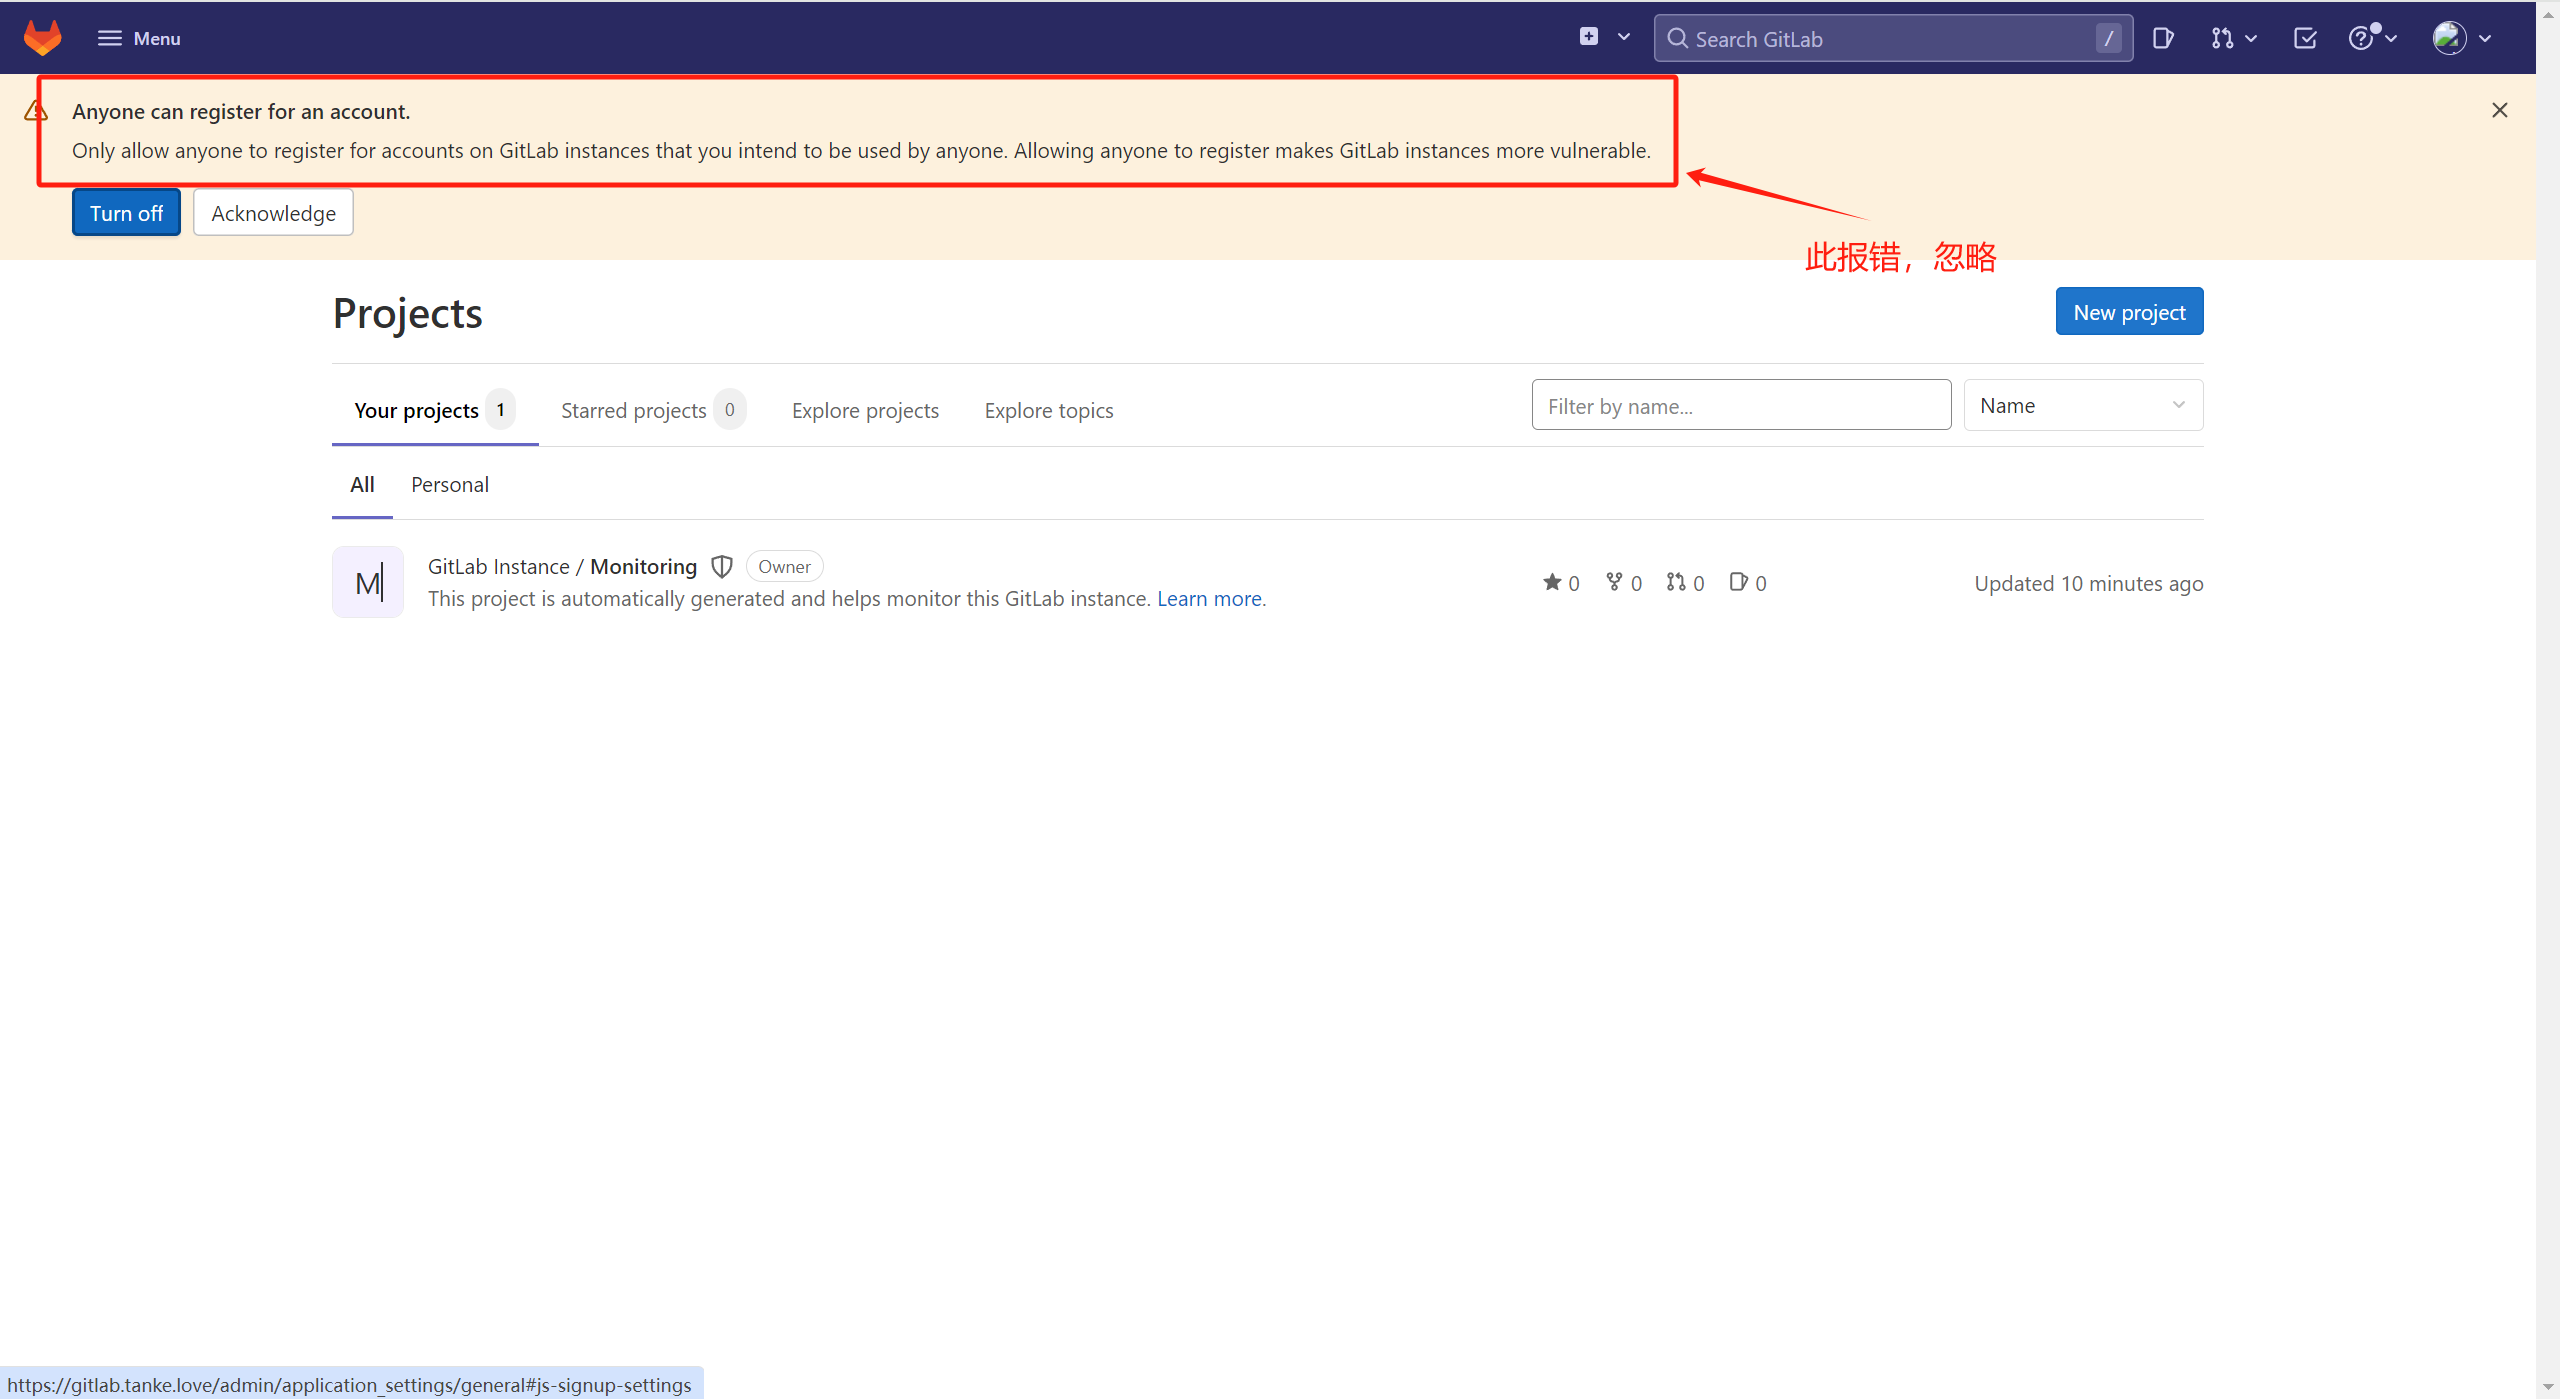 Menu
Search GitLab
/
Anyone can register for an account.
Only allow anyone to register for accounts on GitLab instances that you intend to be used by anyone. Allowing anyone to register makes GitLab instances more vulnerable.
Turn off
Acknowledge
此报错，忽略
Projects
New project
Your projects 1
Starred projects 0
Explore projects
Explore topics
Filter by name...
Name
All
Personal
M
GitLab Instance / Monitoring
Owner
This project is automatically generated and helps monitor this GitLab instance. Learn more.
0
0
0
0
Updated 10 minutes ago
https://gitlab.tanke.love/admin/application_settings/general#js-signup-settings